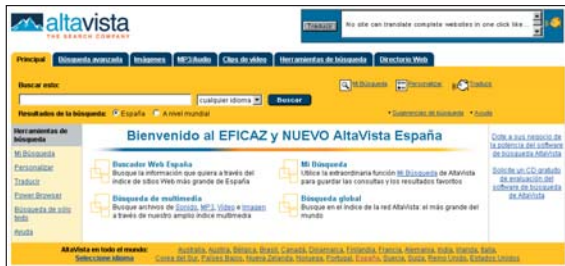 altavista
THE SEARCH COMPANY
Traducir
No site can translate complete websites in one click like ...
Principal
Búsqueda avanzada
Imágenes
MP3/Audio
Clips de vídeo
Herramientas de búsqueda
Directorio Web
Buscar esto:
Mi Búsqueda
Personalizar
Traducir
cualquier idioma
Buscar
Resultados de la búsqueda: España A nivel mundial
Sugerencias de búsqueda
Ayuda
Herramientas de búsqueda
Mi Búsqueda
Personalizar
Traducir
Power Browser
Búsqueda de sólo texto
Ayuda
Bienvenido al EFICAZ y NUEVO AltaVista España
Buscador Web España
Busque la información que quiera a través del
índice de sitios Web más grande de España
Mi Búsqueda
Utilice la extraordinaria función Mi Búsqueda de AltaVista
para guardar las consultas y los resultados favoritos
Búsqueda de multimedia
Busque archivos de Sonido, MP3, Video e Imagen
a través de nuestro amplio índice multimedia
Búsqueda global
Busque en el índice de la red AltaVista: el más grande del
mundo
Dote a sus negocio de
la potencia del software
de búsqueda AltaVista
Solicite un CD gratuito
de evaluación del
software de búsqueda
de AltaVista
AltaVista en todo el mundo:
Seleccione idioma
Australia, Austria, Bélgica, Brasil, Canadá, Dinamarca, Finlandia, Francia, Alemania, India, Irlanda, Italia,
Corea del Sur, Países Bajos, Nueva Zelanda, Noruega, Portugal, España, Suecia, Suiza, Reino Unido, Estados Unidos